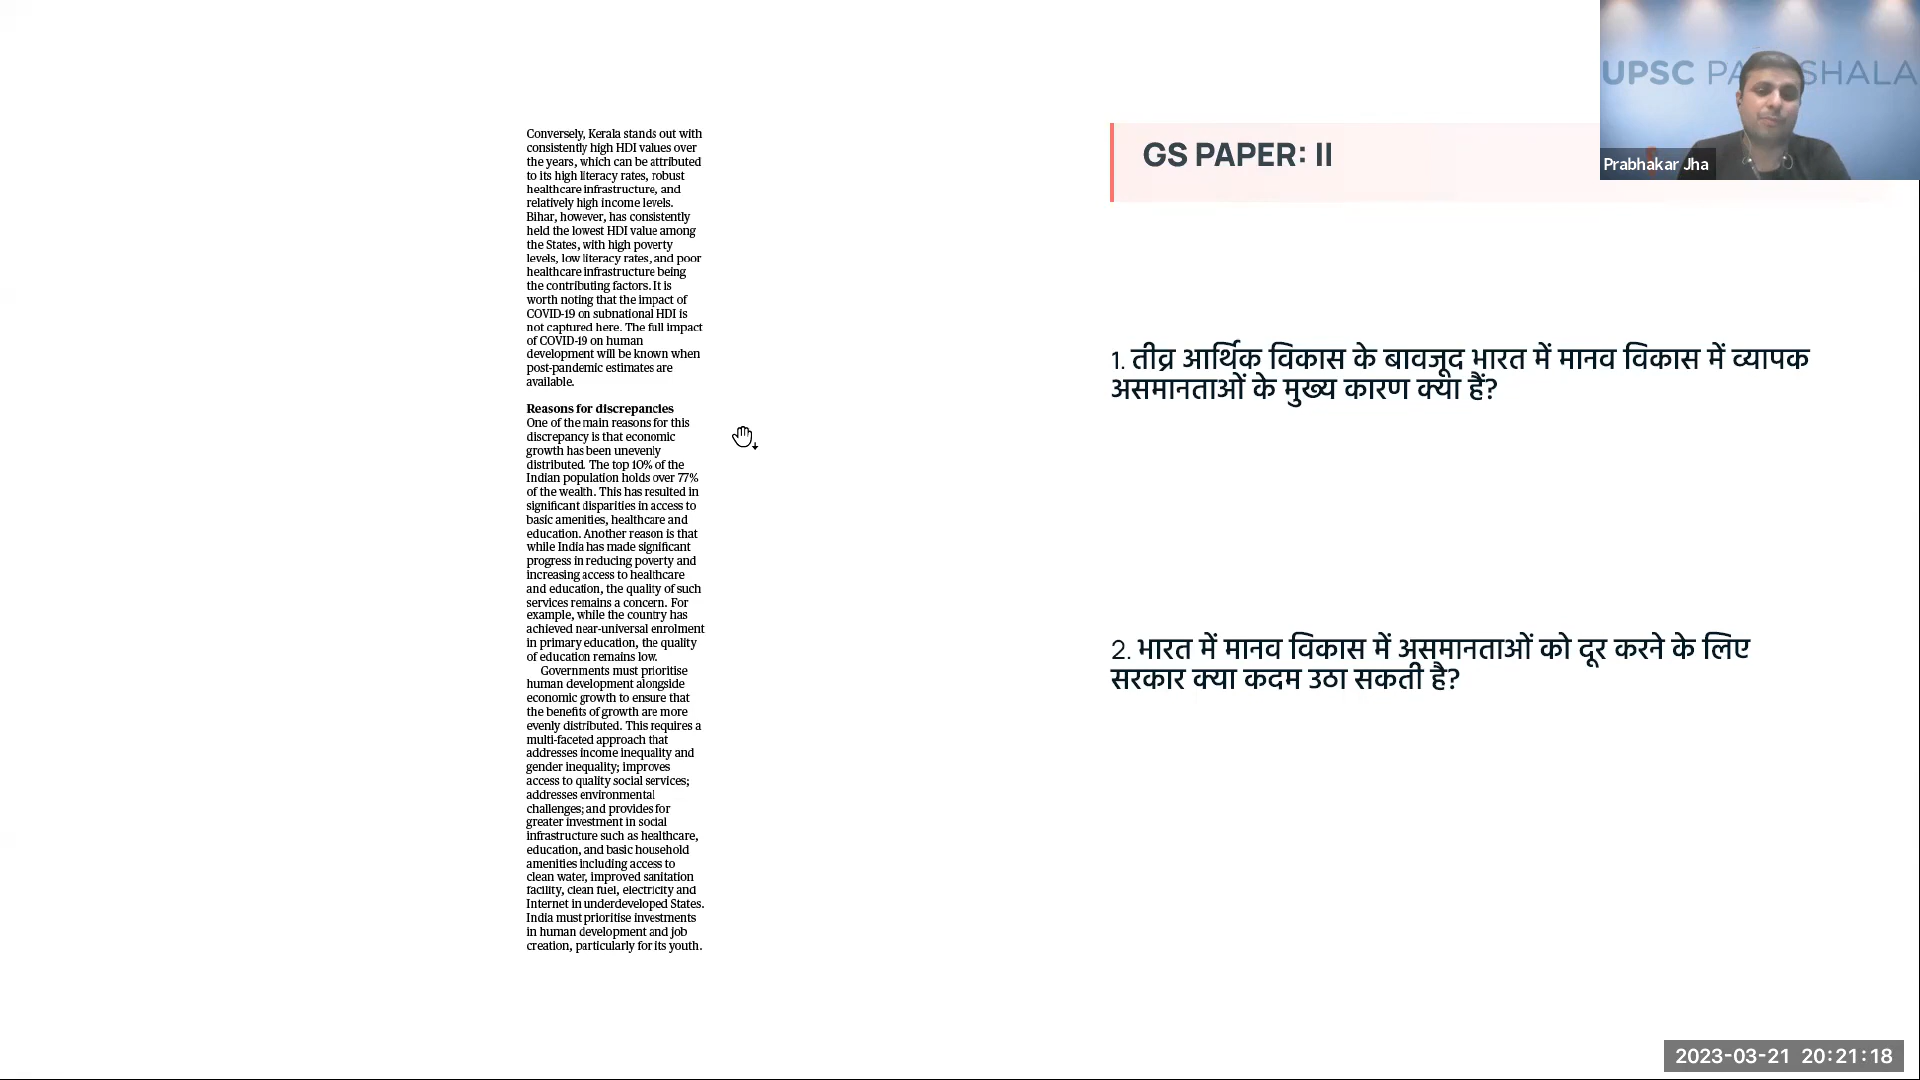 Conversely, Kerala stands out with
consistently high HDI values over
the years, which can be attributed
to its high literacy rates, robust
healthcare infrastructure, and
relatively high income levels.
Bihar, however, has consistently
held the lowest HDI value among
the States, with high poverty
levels, low literacy rates, and poor
healthcare infrastructure being
the contributing factors. It is
worth noting that the impact of
COVID-19 on subnational HDI is
not captured here. The full impact
of COVID-19 on human
development will be known when
post-pandemic estimates are
available.
Reasons for discrepancies
One of the main reasons for this
discrepancy is that economic
growth has been unevenly
distributed. The top 10% of the
Indian population holds over 77%
of the wealth. This has resulted in
significant disparities in access to
basic amenities, healthcare and
education. Another reason is that
while India has made significant
progress in reducing poverty and
increasing access to healthcare
and education, the quality of such
services remains a concern. For
example, while the country has
achieved near-universal enrolment
in primary education, the quality
of education remains low.
Governments must prioritise
human development alongside
economic growth to ensure that
the benefits of growth are more
evenly distributed. This requires a
multi-faceted approach that
addresses income inequality and
gender inequality; improves
access to quality social services;
addresses environmental
challenges; and provides for
greater investment in social
infrastructure such as healthcare,
education, and basic household
amenities including access to
clean water, improved sanitation
facility, clean fuel, electricity and
Internet in underdeveloped States.
India must prioritise investments
in human development and job
creation, particularly for its youth.
GS PAPER: II
1. तीव्र आर्थिक विकास के बावजूद भारत में मानव विकास में व्यापक
असमानताओं के मुख्य कारण क्या हैं?
2. भारत में मानव विकास में असमानताओं को दूर करने के लिए
सरकार क्या कदम उठा सकती है?
UPSC
Prabhakar Jha
2023-03-21 20:21:18